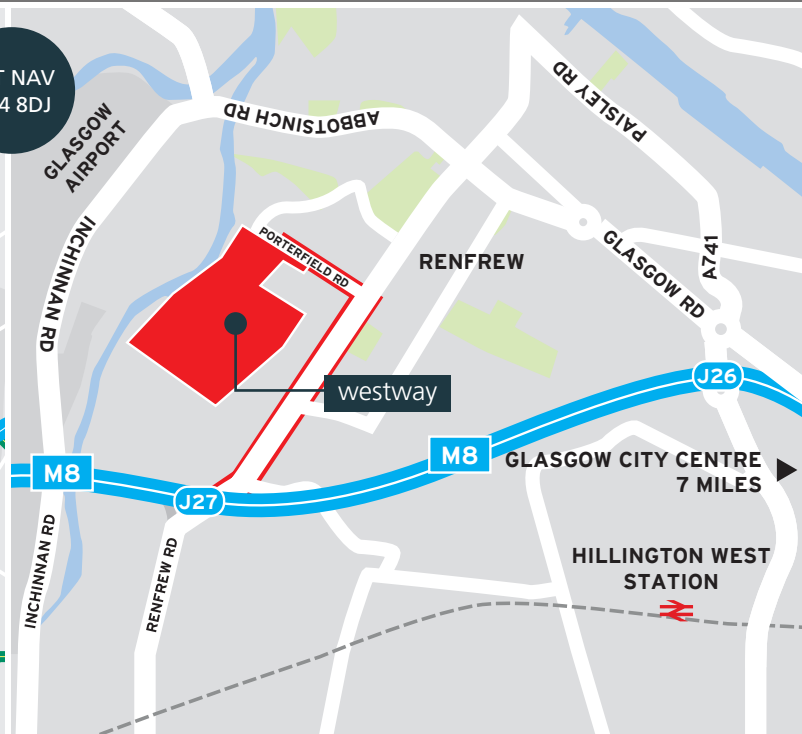 T NAV
4 8DJ
GLASGOW
AIRPORT
ABBOTSINCH RD
PAISLEY RD
INCHINNAN RD
PORTERFIELD RD
RENFREW
GLASGOW RD
A741
westway
J26
M8
M8
GLASGOW CITY CENTRE
7 MILES
J27
INCHINNAN RD
RENFREW RD
HILLINGTON WEST
STATION